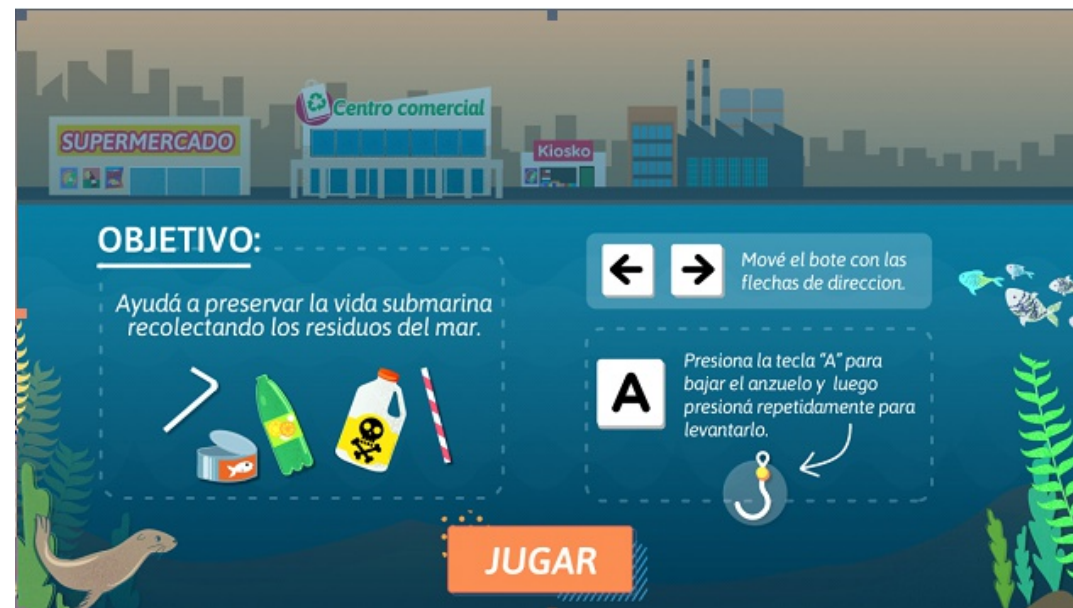 SUPERMERCADO
Centro comercial
Kiosko
OBJETIVO:
Ayudá a preservar la vida submarina
recolectando los residuos del mar.
Mové el bote con las
flechas de direccion.
A
Presiona la tecla "A" para
bajar el anzuelo y luego
presioná repetidamente para
levantarlo.
JUGAR